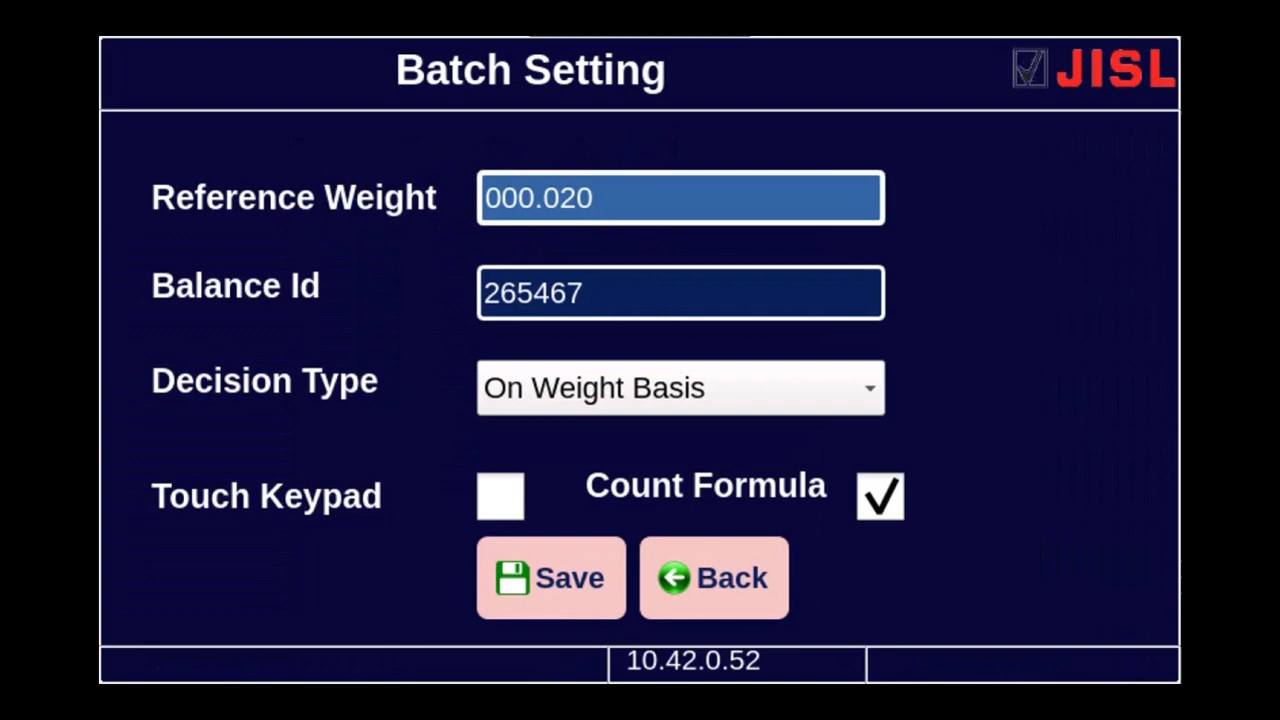 Batch Setting
JISL
Reference Weight 000.020
Balance Id 265467
Decision Type On Weight Basis
Touch Keypad Count Formula
Save Back
10.42.0.52